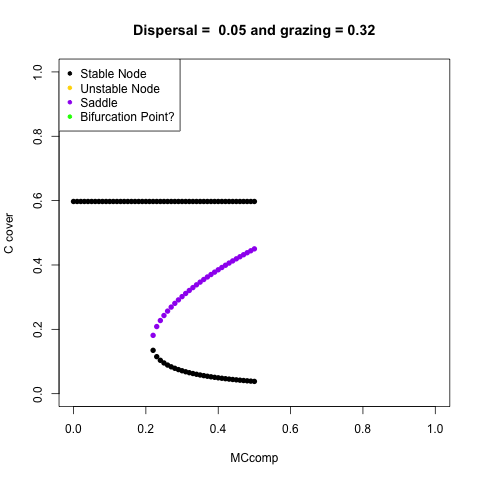 Dispersal =  0.05 and grazing = 0.32
Stable Node
Unstable Node
Saddle
Bifurcation Point?
1.0
0.8
0.6
0.4
0.2
0.0
C cover
0.0 0.2 0.4 0.6 0.8 1.0
MCcomp